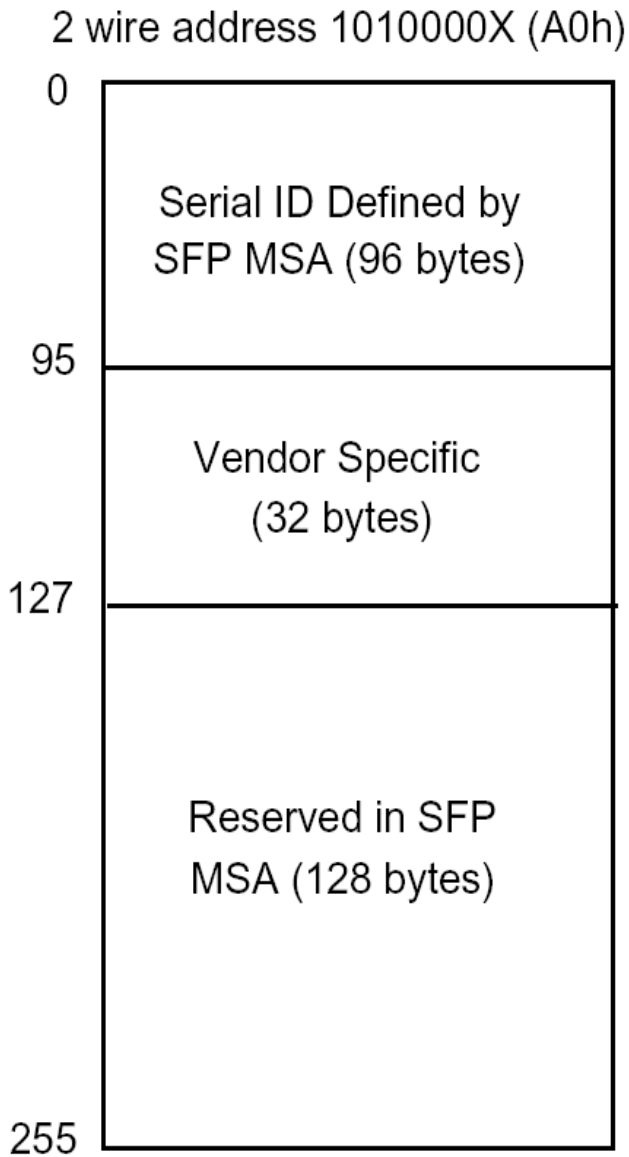 2 wire address 1010000X (A0h)
0
Serial ID Defined by
SFP MSA (96 bytes)
95
Vendor Specific
(32 bytes)
127
Reserved in SFP
MSA (128 bytes)
255